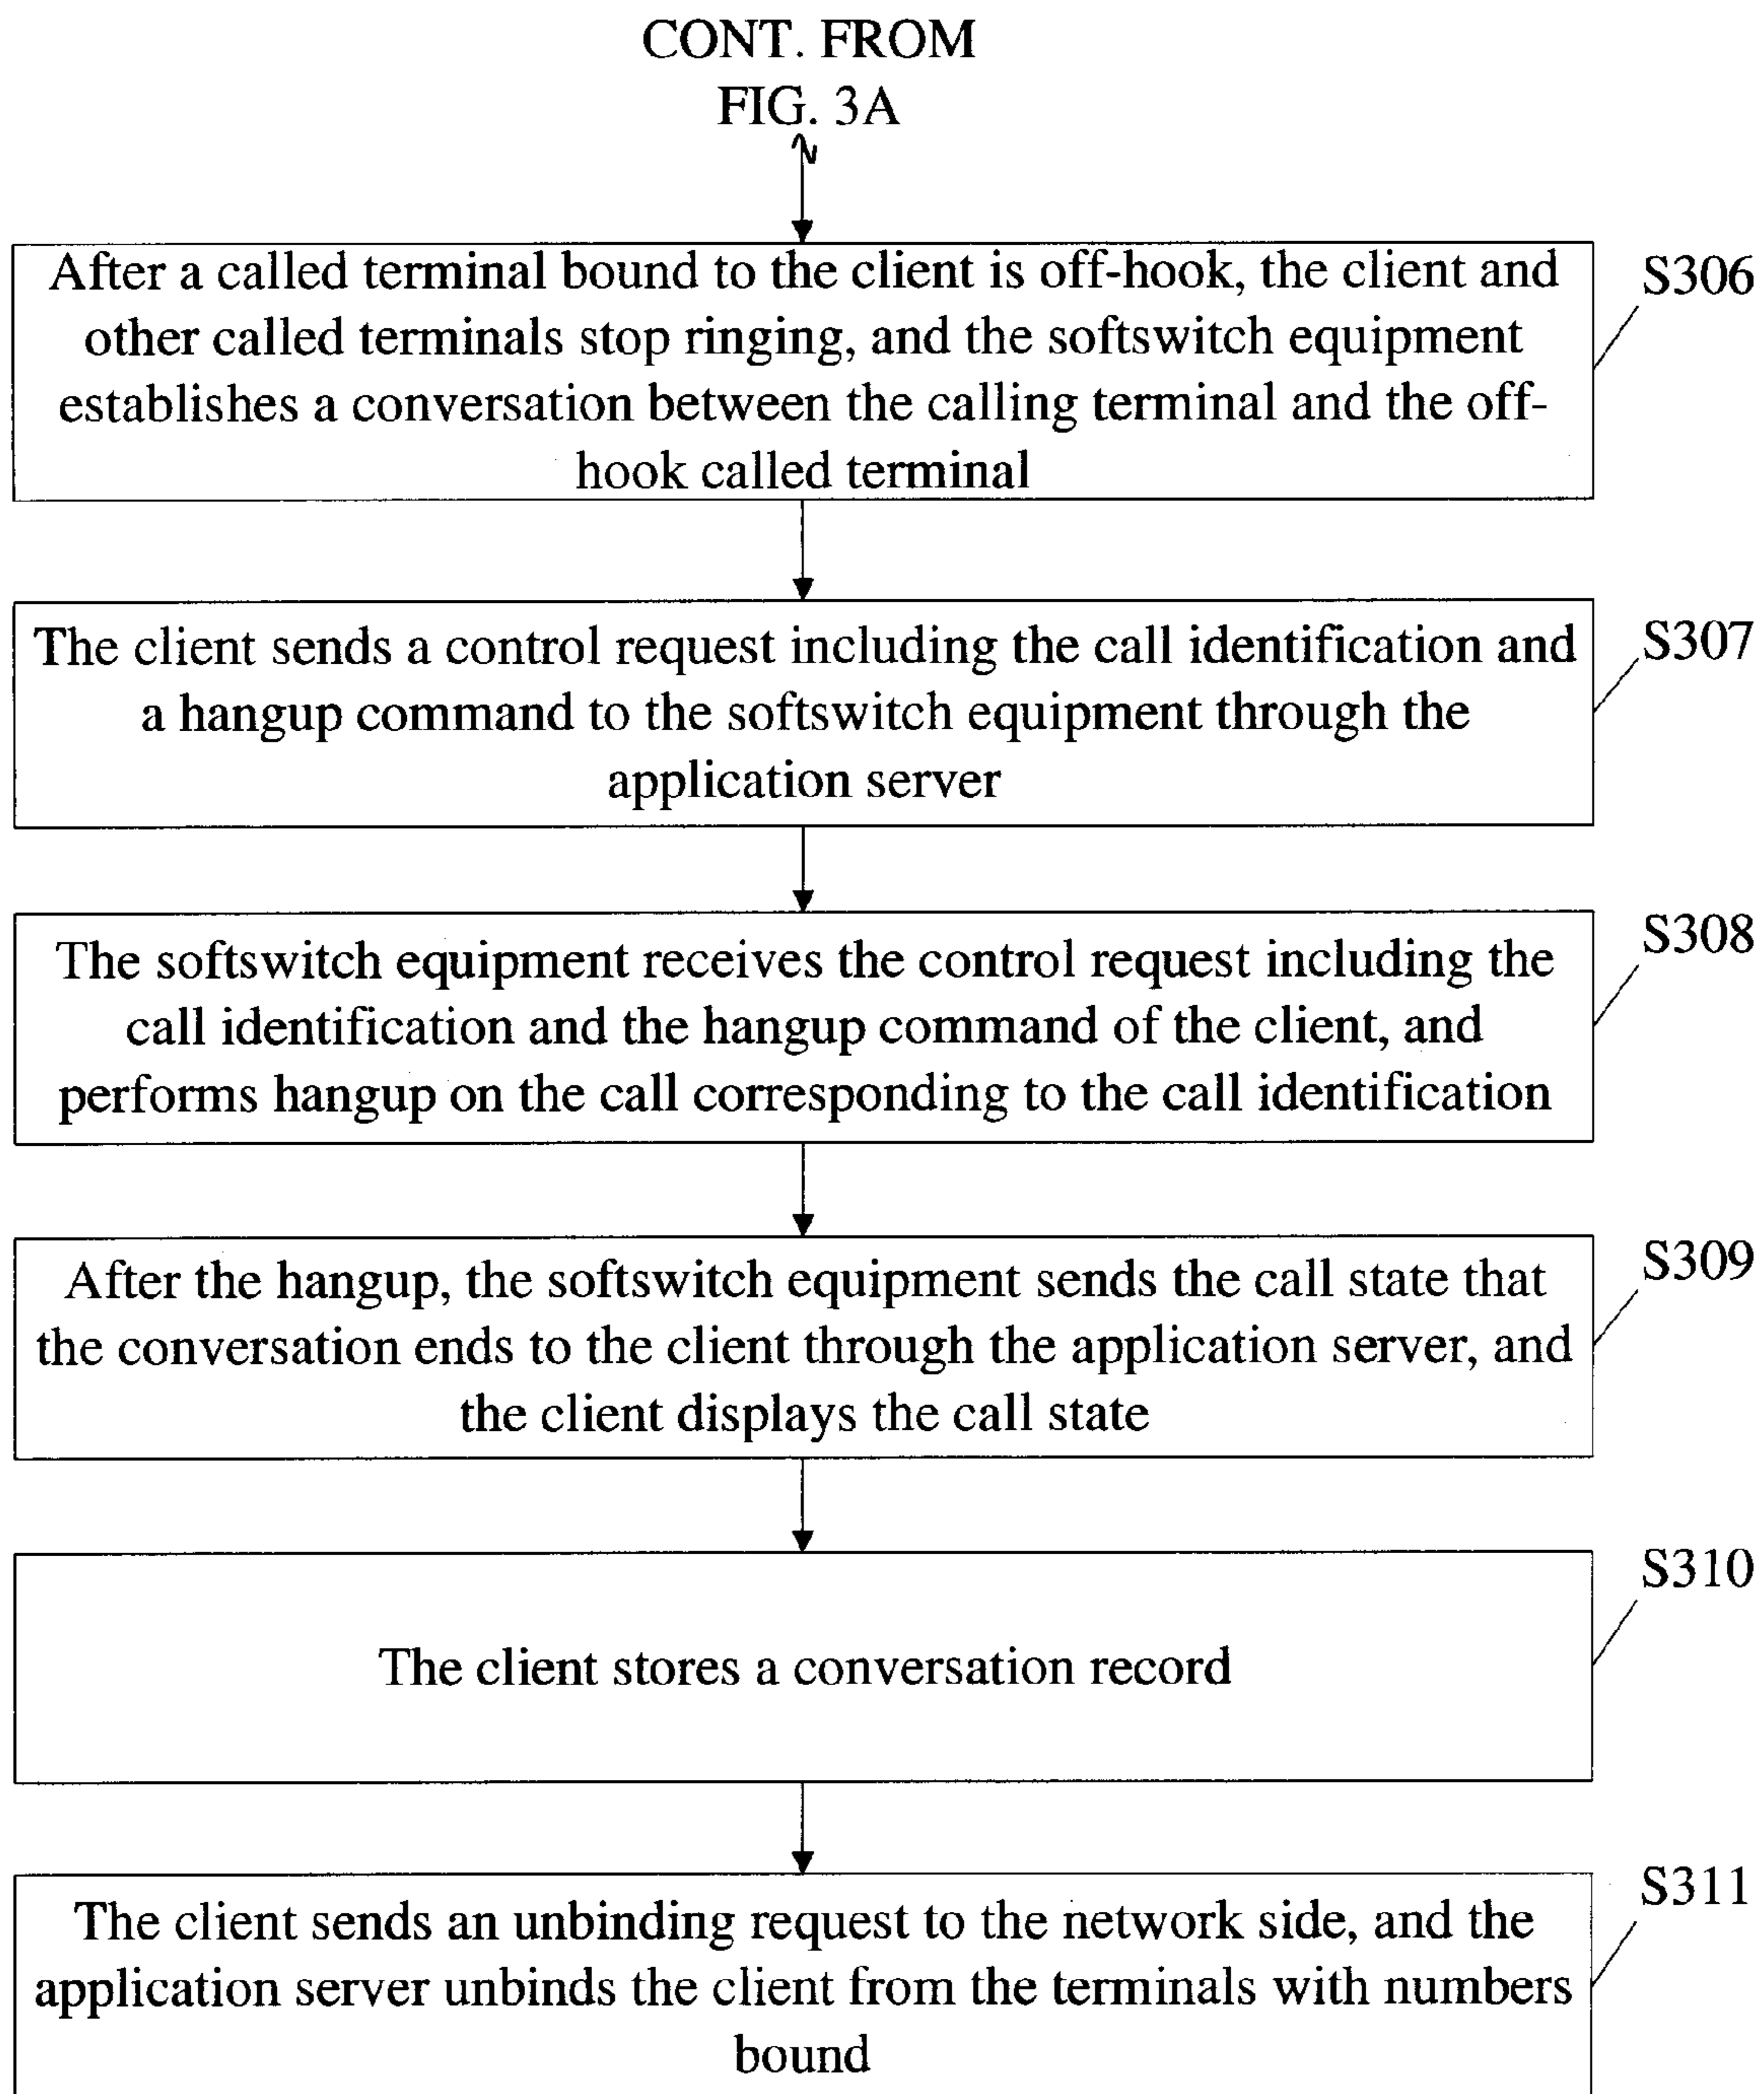 CONT. FROM
FIG. 3A
After a called terminal bound to the client is off-hook, the client and
other called terminals stop ringing, and the softswitch equipment
establishes a conversation between the calling terminal and the off-
hook called terminal
S306
The client sends a control request including the call identification and
a hangup command to the softswitch equipment through the
application server
S307
The softswitch equipment receives the control request including the
call identification and the hangup command of the client, and
performs hangup on the call corresponding to the call identification
S308
After the hangup, the softswitch equipment sends the call state that
the conversation ends to the client through the application server, and
the client displays the call state
S309
The client stores a conversation record
S310
The client sends an unbinding request to the network side, and the
application server unbinds the client from the terminals with numbers
bound
S311